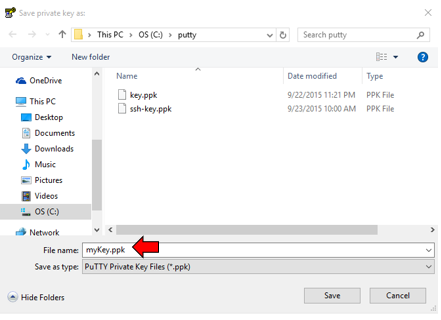 Save private key as:
This PC > OS (C:) > putty
Search putty
Organize
New folder
OneDrive
This PC
Desktop
Documents
Downloads
Music
Pictures
Videos
OS (C:)
Network
Name
Date modified
Type
key.ppk
9/22/2015 11:21 PM
PPK File
ssh-key.ppk
9/23/2015 10:00 AM
PPK File
File name:
myKey.ppk
Save as type:
PuTTY Private Key Files (*.ppk)
Hide Folders
Save
Cancel